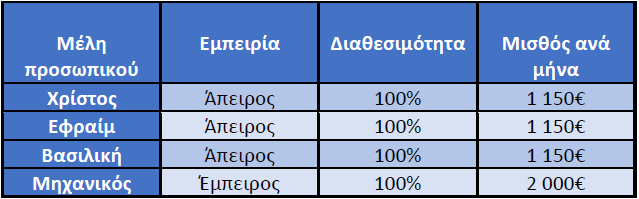 Μέλη προσωπικού Εμπειρία Διαθεσιμότητα Μισθός ανά μήνα
Χρίστος Άπειρος 100% 1 150€
Εφραίμ Άπειρος 100% 1 150€
Βασιλική Άπειρος 100% 1 150€
Μηχανικός Έμπειρος 100% 2 000€